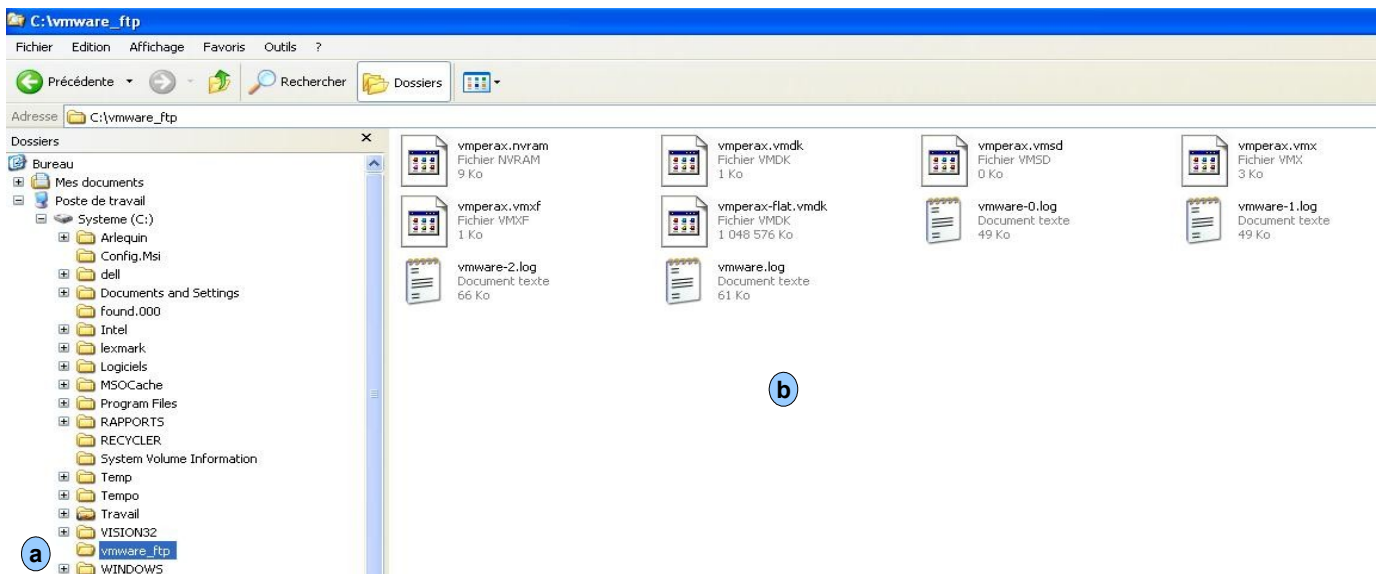 C:\vmware_ftp
Fichier Edition Affichage Favoris Outils ?
Précédente Rechercher Dossiers
Adresse C:\vmware_ftp
Dossiers
Bureau
Mes documents
Poste de travail
Systeme (C:)
Arlequin
Config.Msi
dell
Documents and Settings
found.000
Intel
lexmark
Logiciels
MSOCache
Program Files
RAPPORTS
RECYCLER
System Volume Information
Temp
Tempo
Travail
VISION32
vmware_ftp
WINDOWS
a
vmperax.nvram
Fichier NVRAM
9 Ko
vmperax.vmdk
Fichier VMDK
1 Ko
vmperax.vmsd
Fichier VMSD
0 Ko
vmperax.vmx
Fichier VMX
3 Ko
vmperax.vmxf
Fichier VMXF
1 Ko
vmperax-flat.vmdk
Fichier VMDK
1 048 576 Ko
vmware-0.log
Document texte
49 Ko
vmware-1.log
Document texte
49 Ko
vmware-2.log
Document texte
66 Ko
vmware.log
Document texte
61 Ko
b